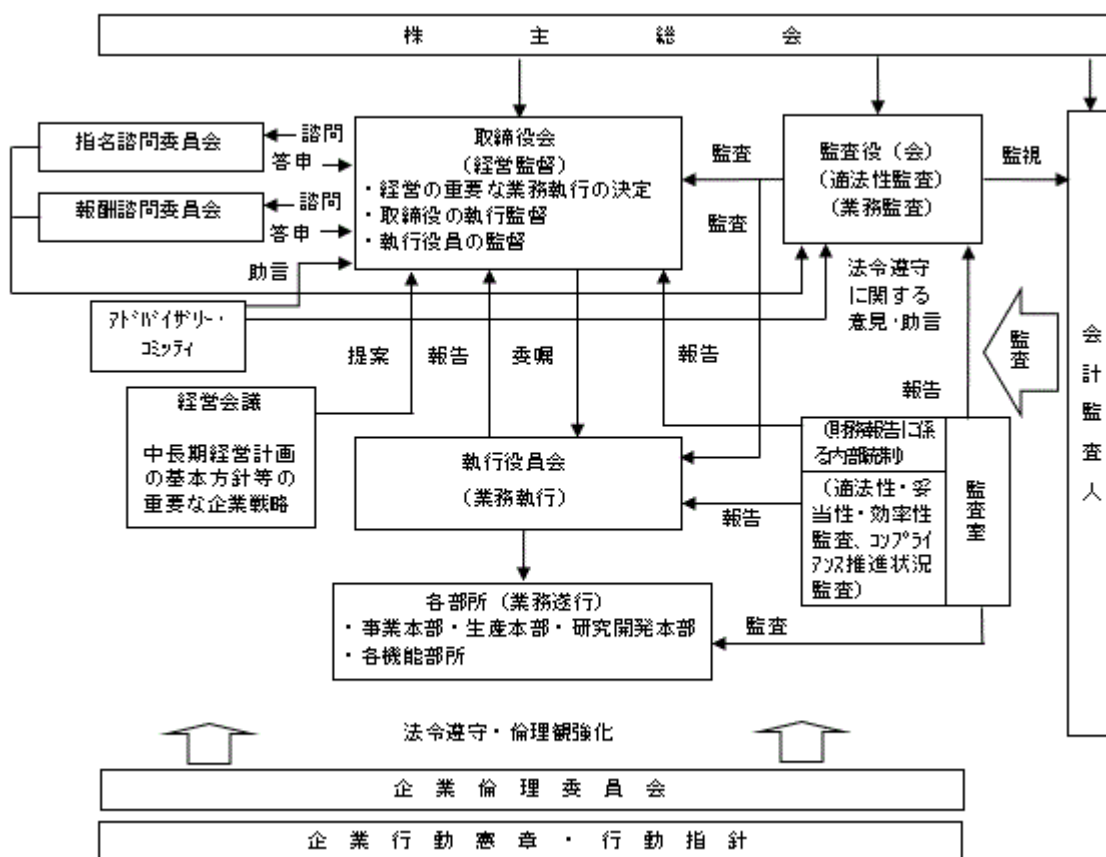 株主総会
指名諮問委員会
諮問
答申
報酬諮問委員会
諮問
答申
助言
取締役会
(経営監督)
・経営の重要な業務執行の決定
・取締役の執行監督
・執行役員の監督
監査
監査
監査役(会)
(適法性監査)
(業務監査)
監視
法令遵守
に関する
意見・助言
アドバイザリー・
コミッティ
提案
報告
委嘱
報告
報告
監査
会計監査人
経営会議
中長期経営計画
の基本方針等の
重要な企業戦略
執行役員会
(業務執行)
報告
(財務報告に係
る内部統制)
(適法性・妥
当性・効率性
監査、コンプライ
アンス推進状況
監査)
監査室
各部所(業務遂行)
・事業本部・生産本部・研究開発本部
・各機能部所
監査
法令遵守・倫理観強化
企業倫理委員会
企業行動憲章・行動指針